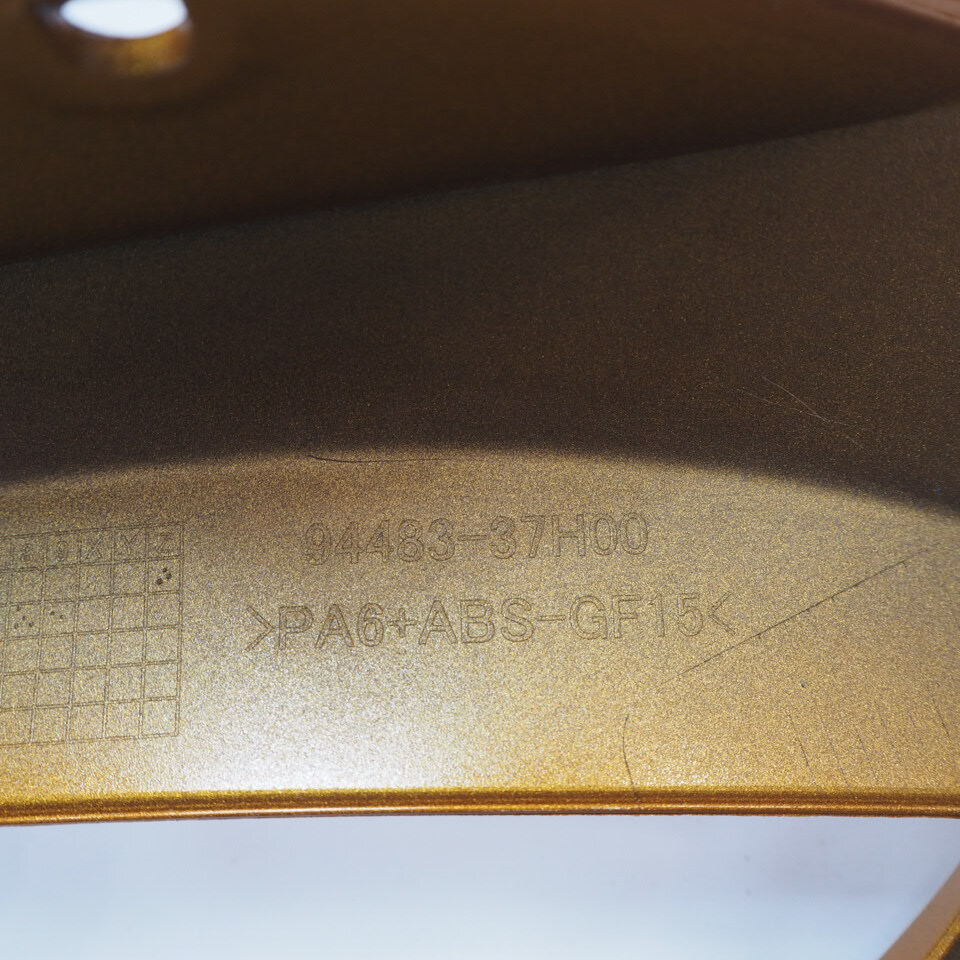 94483-37H00
>PA6+ABS-GF15<
X Y Z